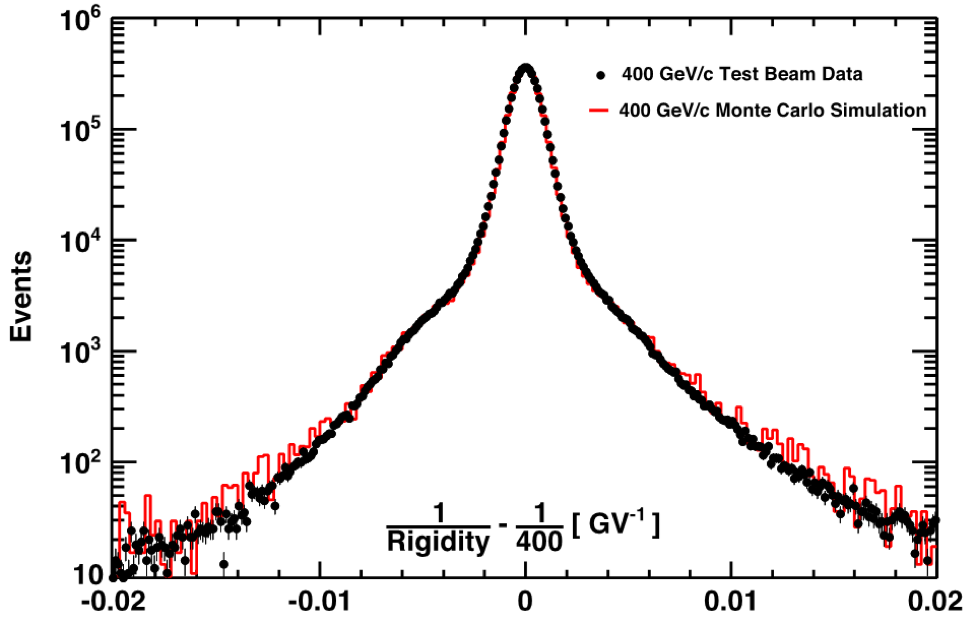 10⁶
400 GeV/c Test Beam Data
400 GeV/c Monte Carlo Simulation
10⁵
10⁴
Events
10³
10²
1/Rigidity - 1/400 [ GV⁻¹ ]
10
-0.02 -0.01 0 0.01 0.02